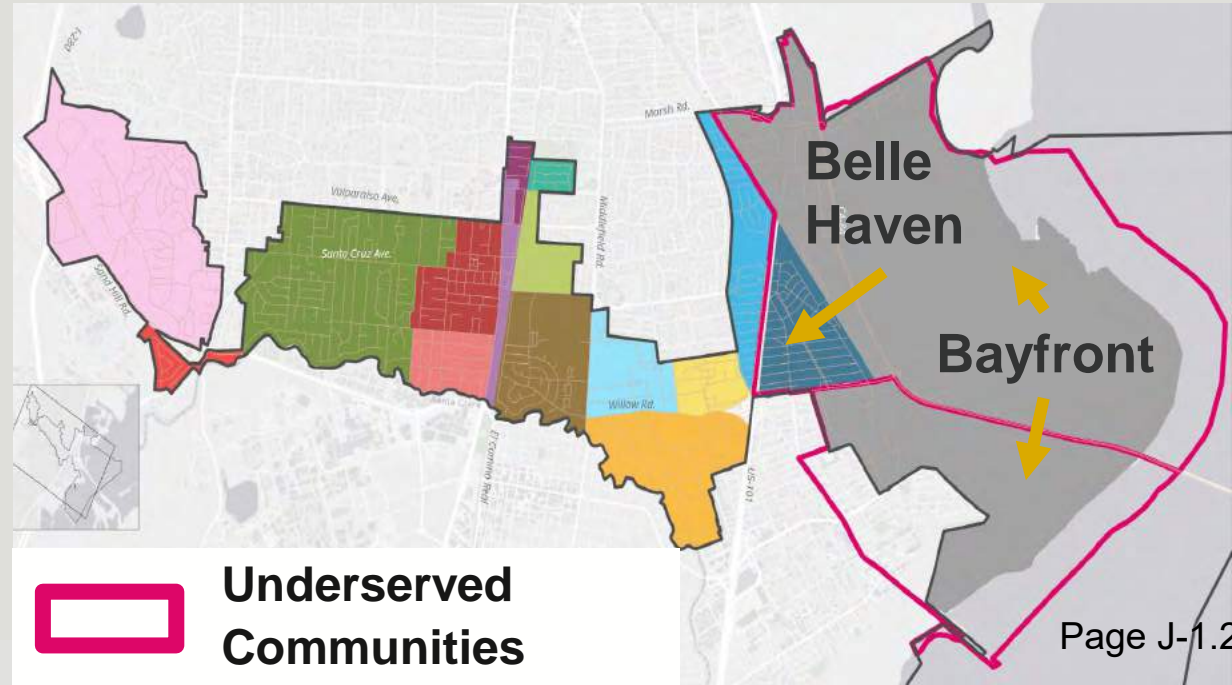 I-280
Marsh Rd.
Belle
Haven
Valparaiso Ave.
Middlefield Rd.
Santa Cruz Ave.
Sand Hill Rd.
Bayfront
Willow Rd.
El Camino Real
US-101
Underserved
Communities
Page J-1.2